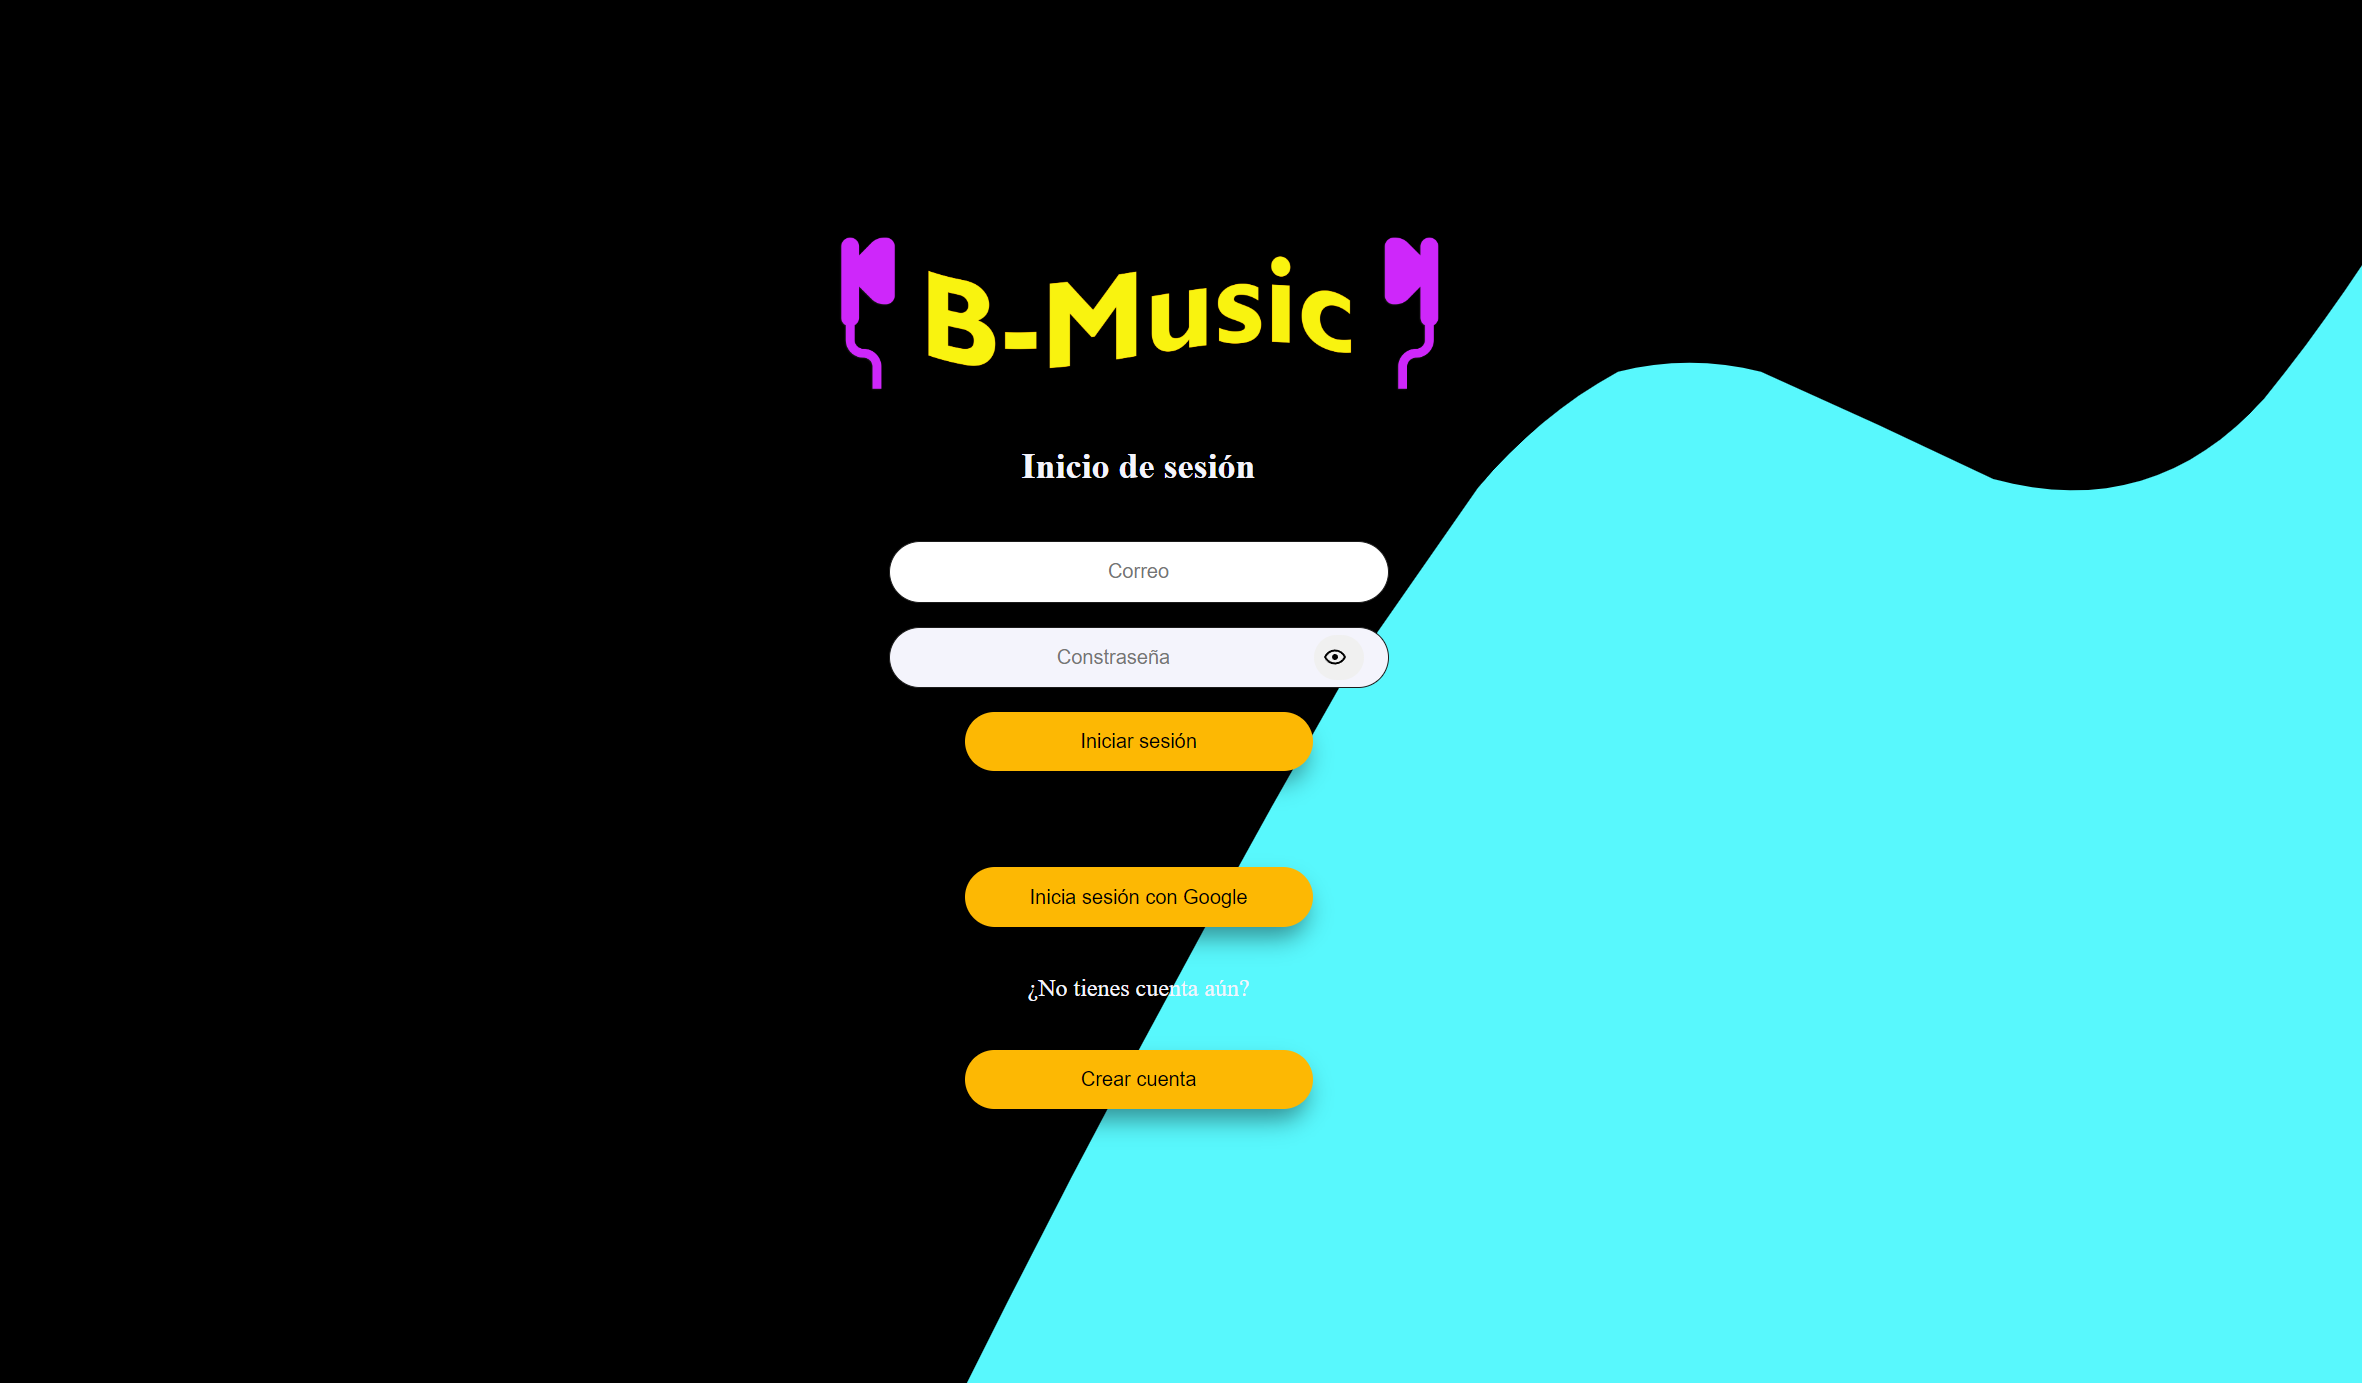 B-Music
Inicio de sesión
Correo
Constraseña
Iniciar sesión
Inicia sesión con Google
¿No tienes cuenta aún?
Crear cuenta